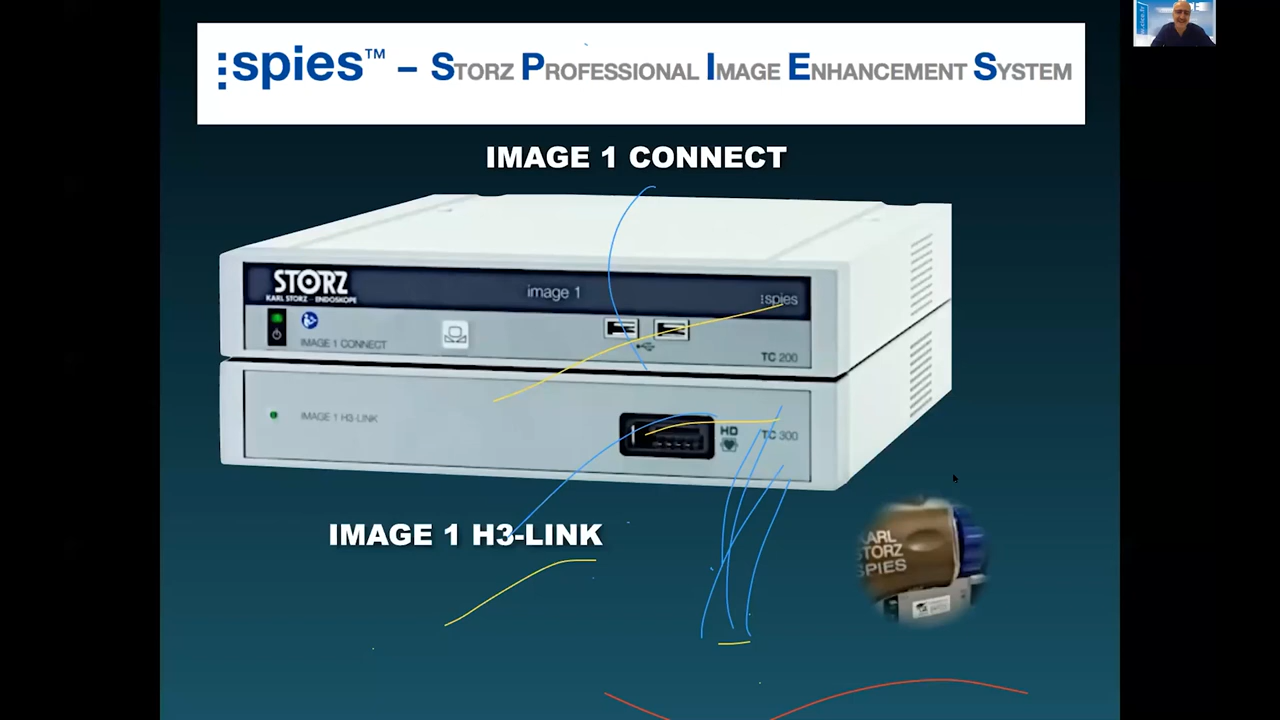 spies™ – STORZ PROFESSIONAL IMAGE ENHANCEMENT SYSTEM
IMAGE 1 CONNECT
STORZ
KARL STORZ – ENDOSKOPE
image 1
spies
IMAGE 1 CONNECT
TC 200
IMAGE 1 H3-LINK
HD
TC 300
IMAGE 1 H3-LINK
KARL
STORZ
SPIES